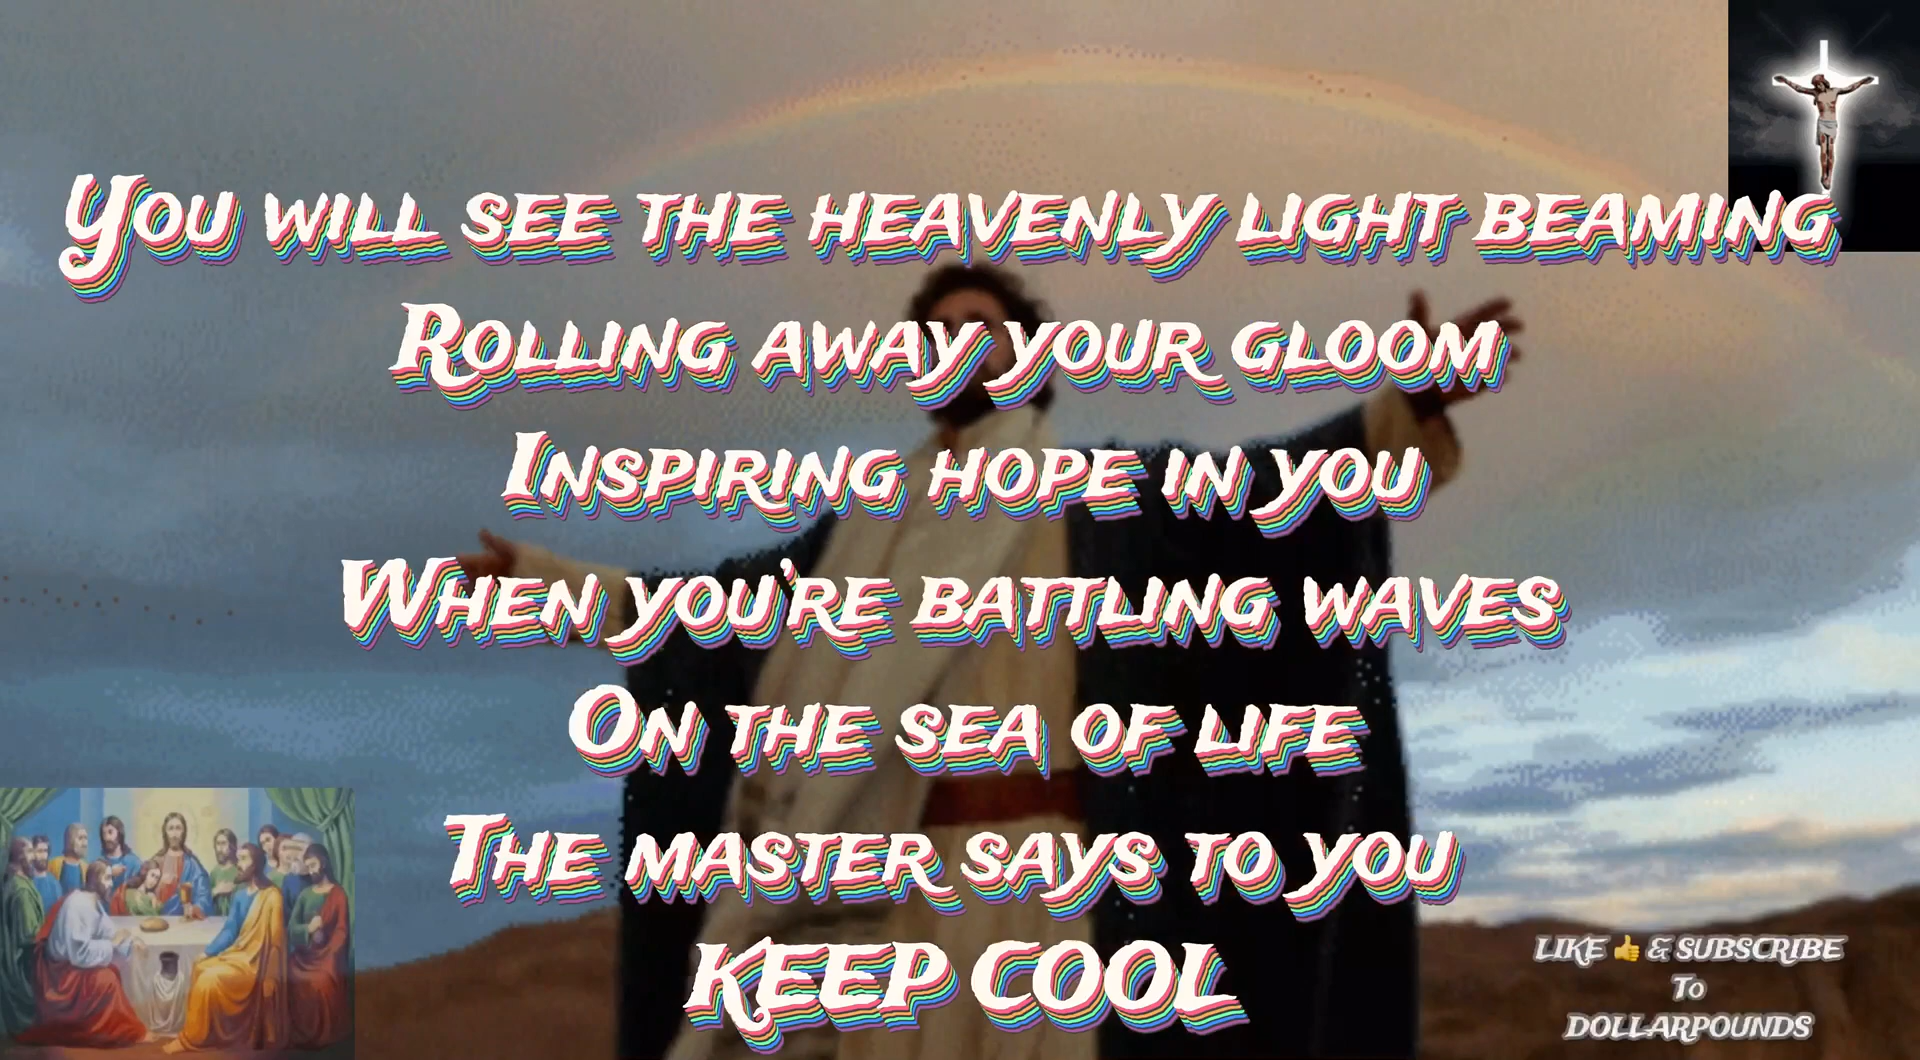 You will see the heavenly light beaming
Rolling away your gloom
Inspiring hope in you
When you're battling waves
On the sea of life
The master says to you
KEEP COOL
LIKE 👍 & SUBSCRIBE
To
DOLLARPOUNDS